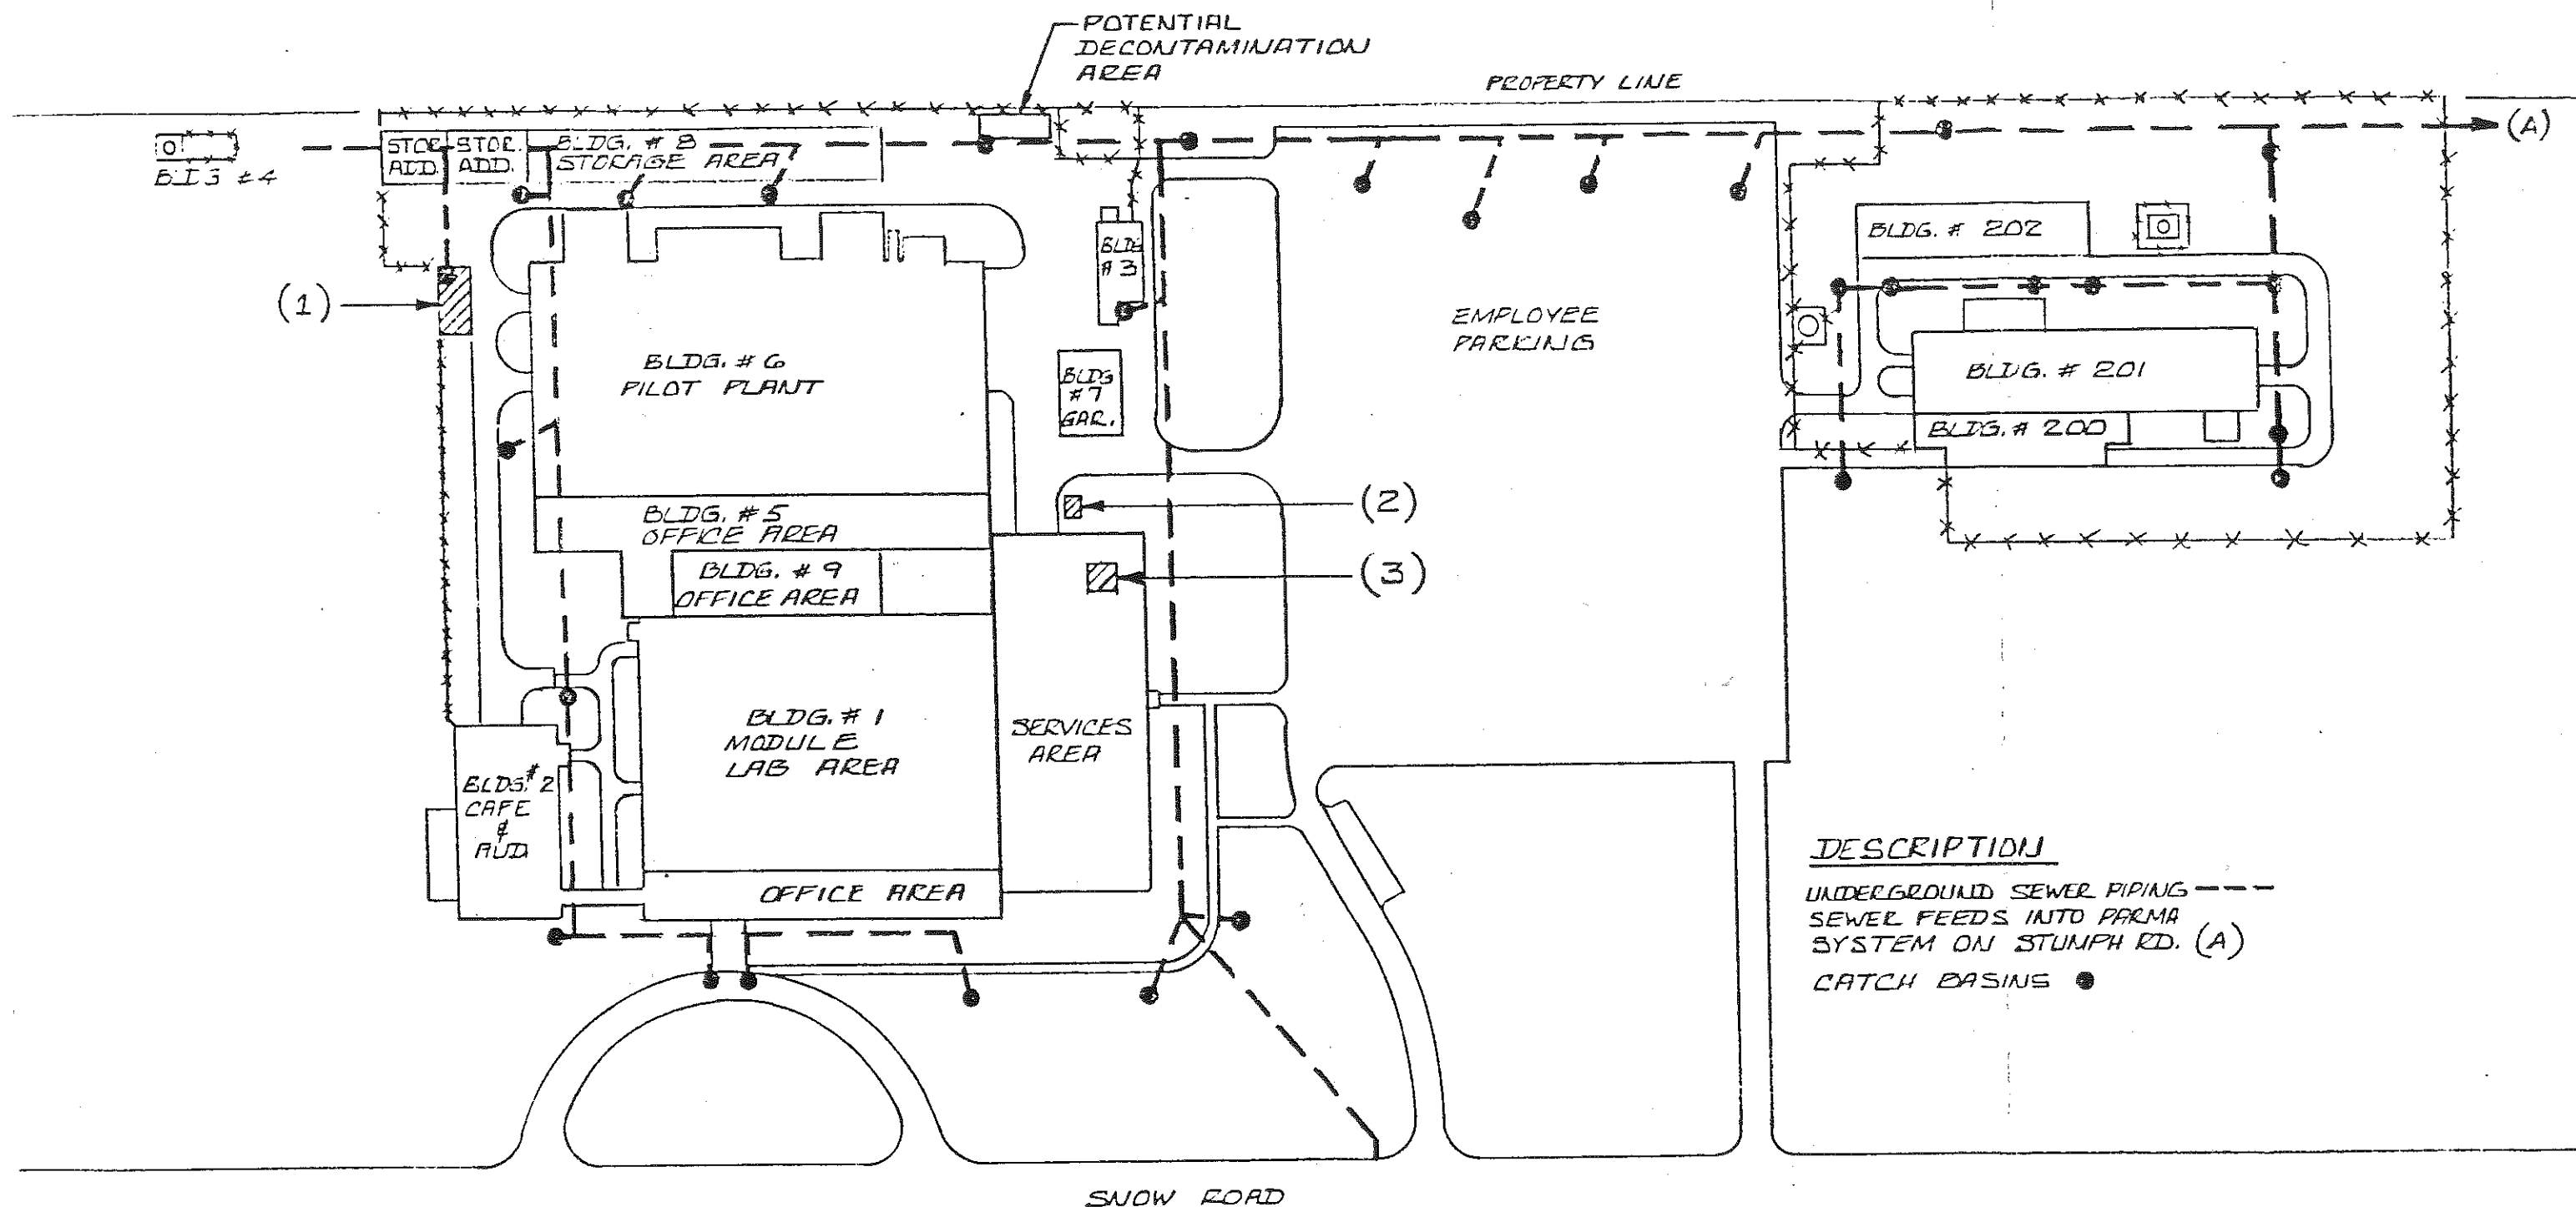 POTENTIAL
DECONTAMINATION
AREA
PROPERTY LINE
(A)
STOR.
ADD.
STOR.
ADD.
BLDG. # 8
STORAGE AREA
#4
BLDG. # 202
(1)
BLDG
#3
EMPLOYEE
PARKING
BLDG. # 6
PILOT PLANT
BLDG
#7
GAR.
BLDG. # 201
BLDG. # 200
(2)
BLDG. # 5
OFFICE AREA
BLDG. # 9
OFFICE AREA
(3)
BLDG. # 1
MODULE
LAB AREA
SERVICES
AREA
BLDG. #2
CAFE
&
AUD.
OFFICE AREA
DESCRIPTION
UNDERGROUND SEWER PIPING
SEWER FEEDS INTO PARMA
SYSTEM ON STUMPH RD. (A)
CATCH BASINS
SNOW ROAD